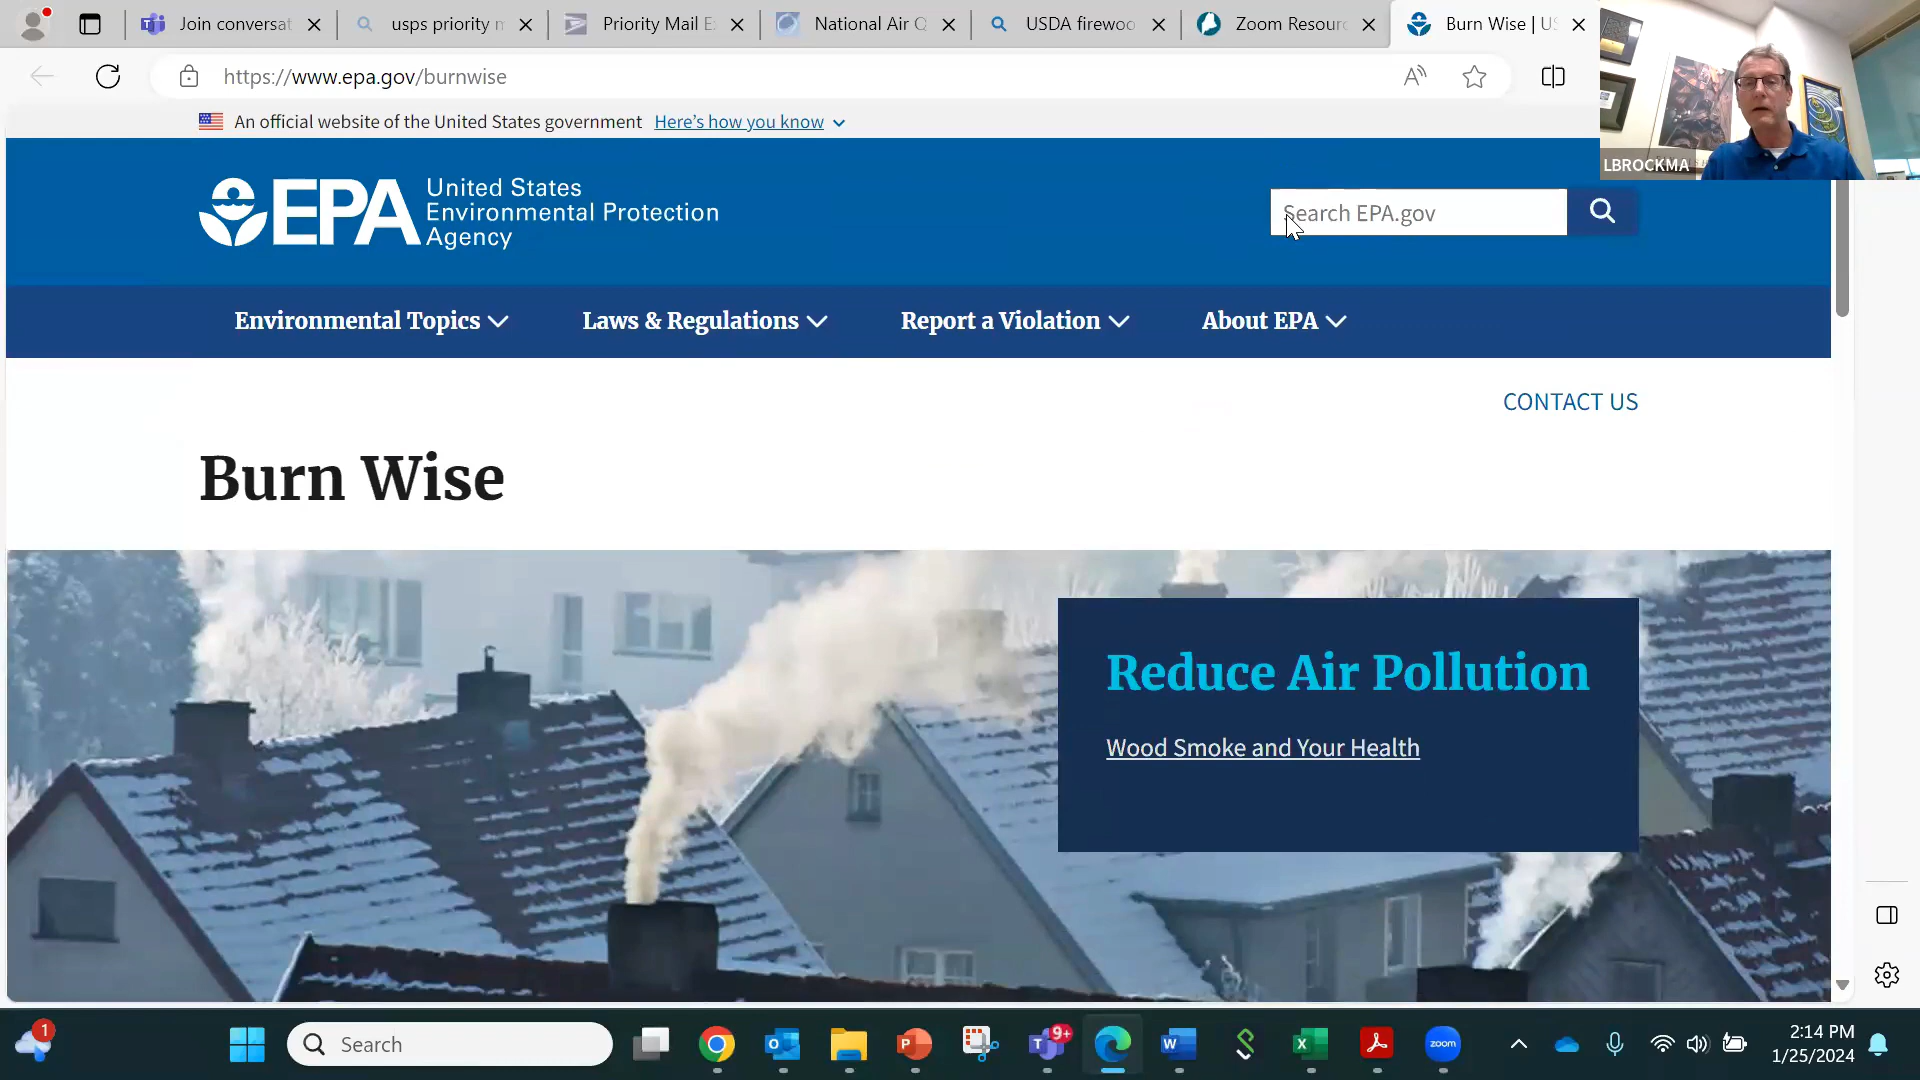 Join conversat
usps priority m
Priority Mail E
National Air Q
USDA firewoo
Zoom Resourc
Burn Wise | US
https://www.epa.gov/burnwise
LBROCKMA
An official website of the United States government Here's how you know
EPA United States
Environmental Protection
Agency
Search EPA.gov
Environmental Topics
Laws & Regulations
Report a Violation
About EPA
CONTACT US
Burn Wise
Reduce Air Pollution
Wood Smoke and Your Health
1
Search
9+
zoom
2:14 PM
1/25/2024